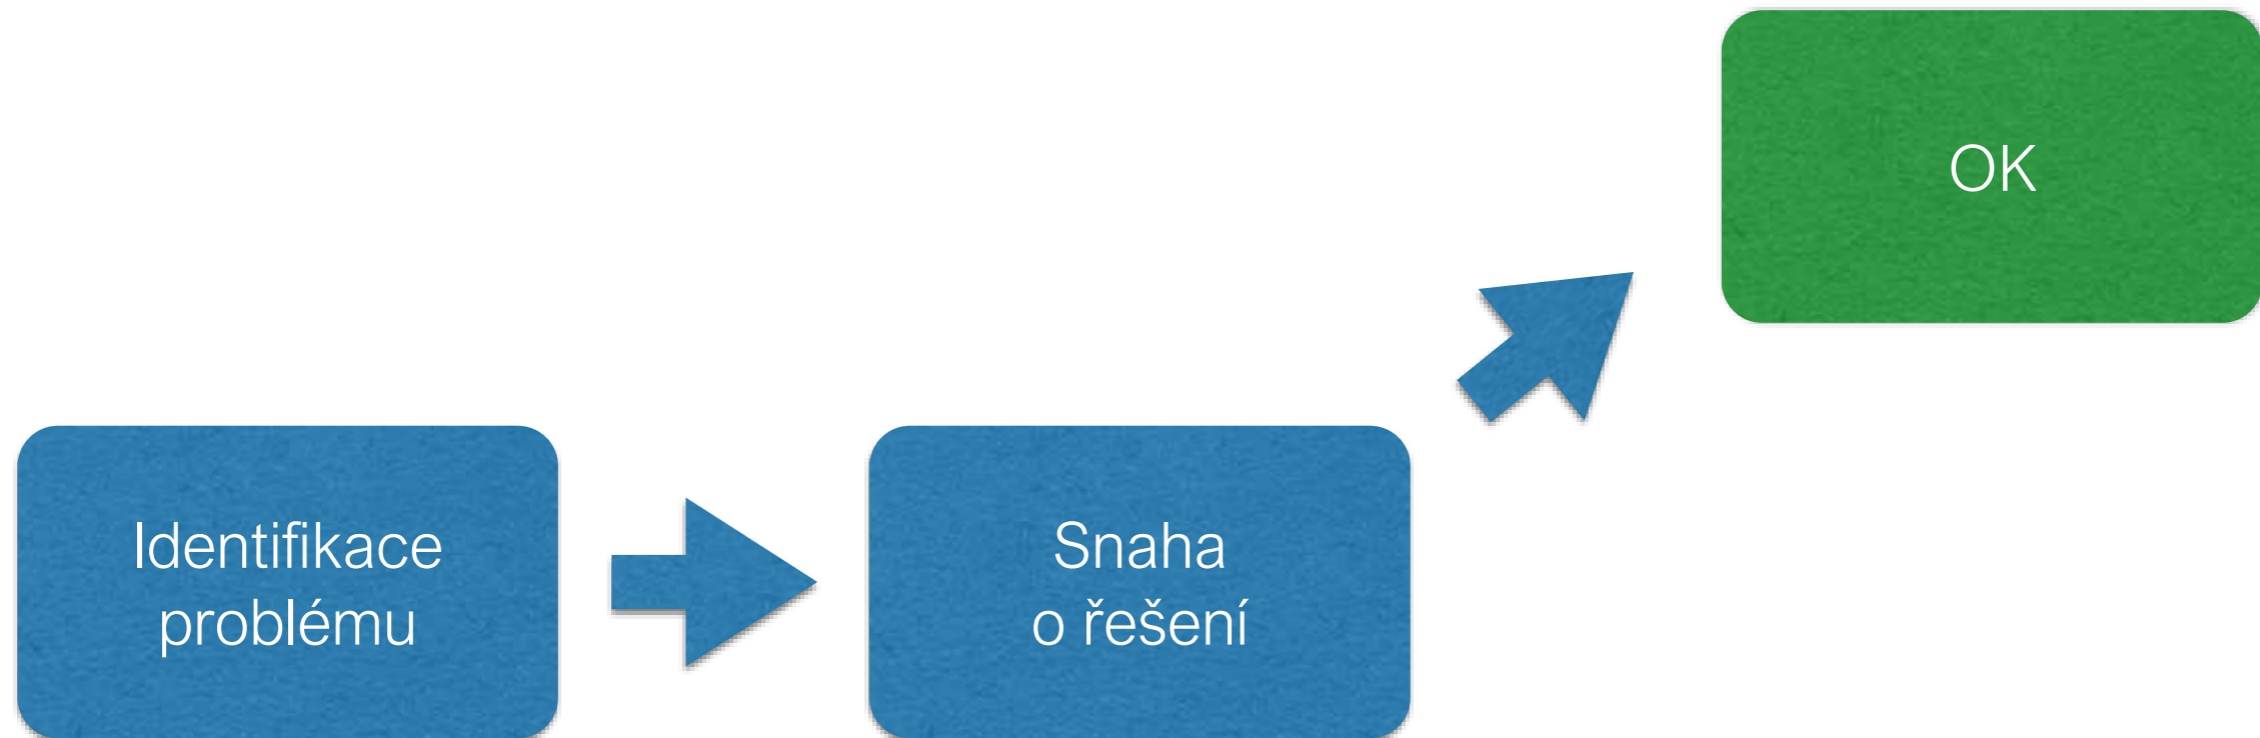 OK
Identifikace
problému
Snaha
o řešení